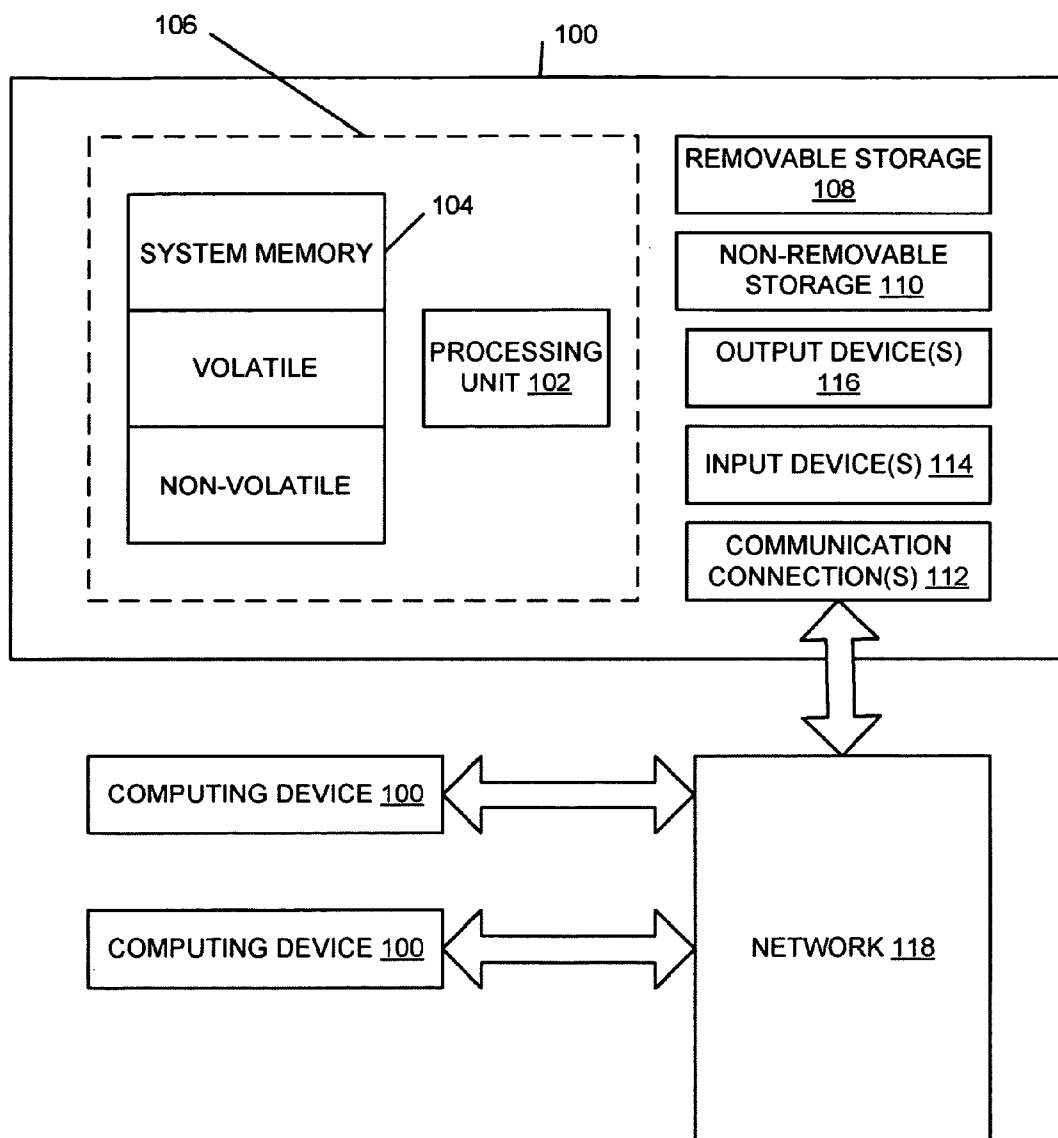 106
100
104
SYSTEM MEMORY
VOLATILE
NON-VOLATILE
PROCESSING
UNIT 102
REMOVABLE STORAGE
108
NON-REMOVABLE
STORAGE 110
OUTPUT DEVICE(S)
116
INPUT DEVICE(S) 114
COMMUNICATION
CONNECTION(S) 112
COMPUTING DEVICE 100
COMPUTING DEVICE 100
NETWORK 118